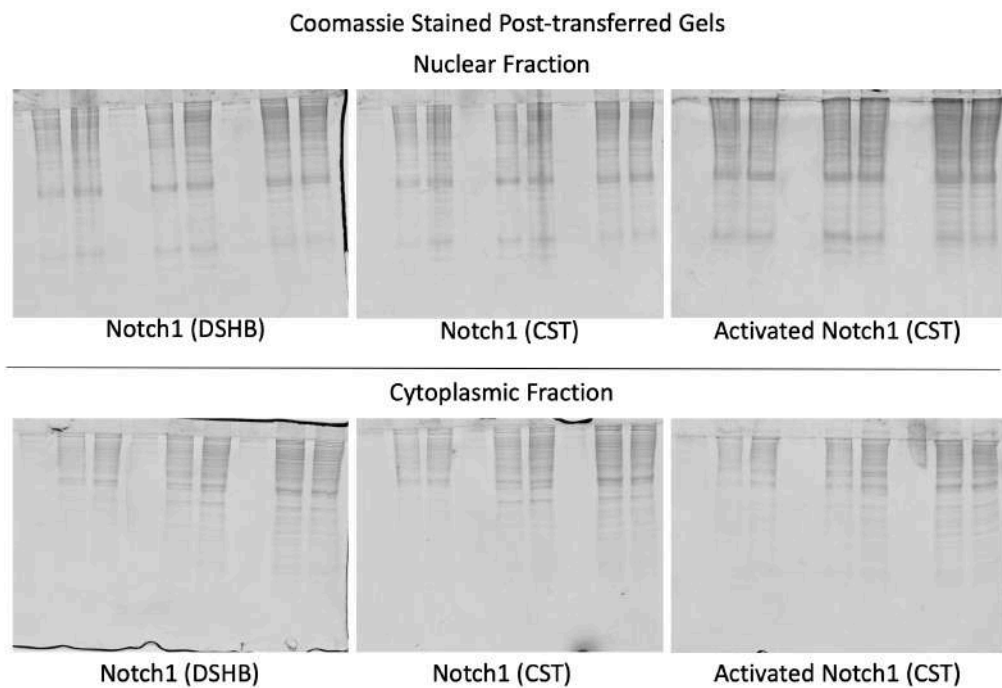 Coomassie Stained Post-transferred Gels
Nuclear Fraction
Notch1 (DSHB)
Notch1 (CST)
Activated Notch1 (CST)
Cytoplasmic Fraction
Notch1 (DSHB)
Notch1 (CST)
Activated Notch1 (CST)